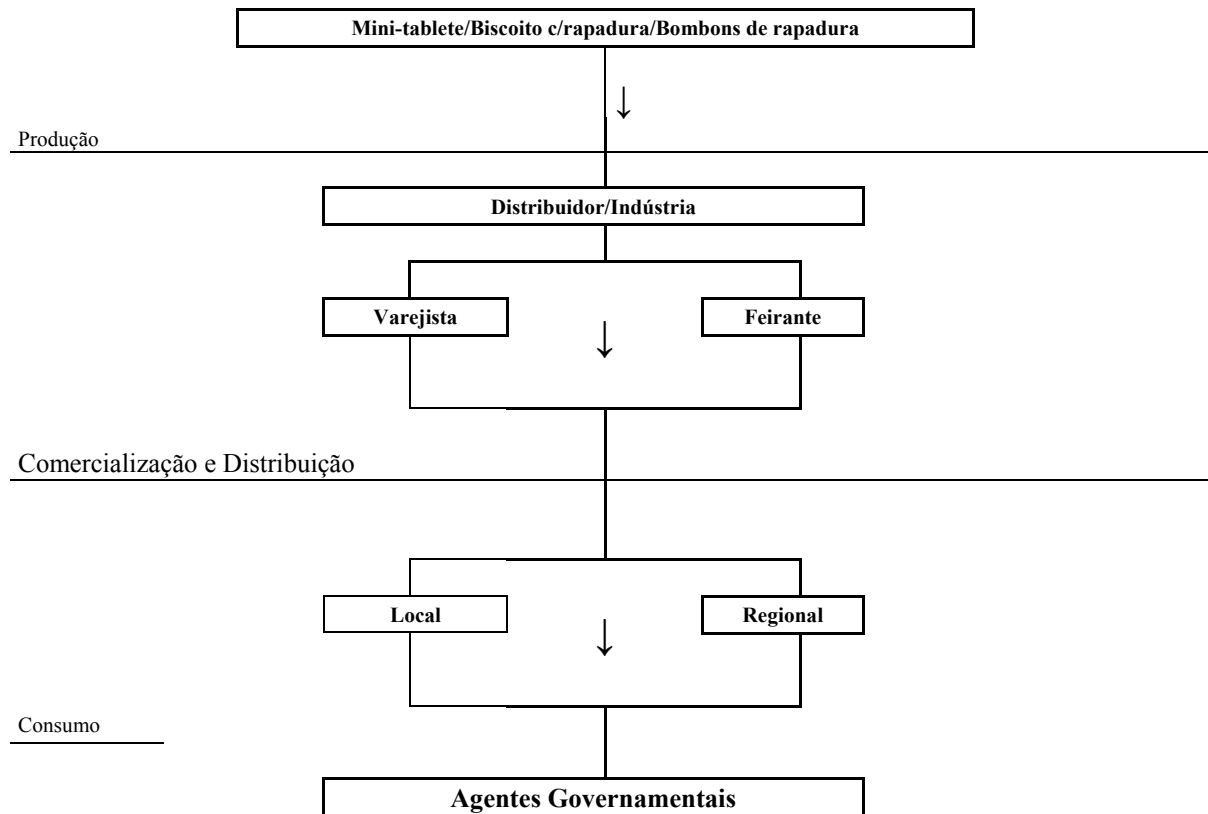 Mini-tablete/Biscoito c/rapadura/Bombons de rapadura
Produção
Distribuidor/Indústria
Varejista
Feirante
Comercialização e Distribuição
Local
Regional
Consumo
Agentes Governamentais